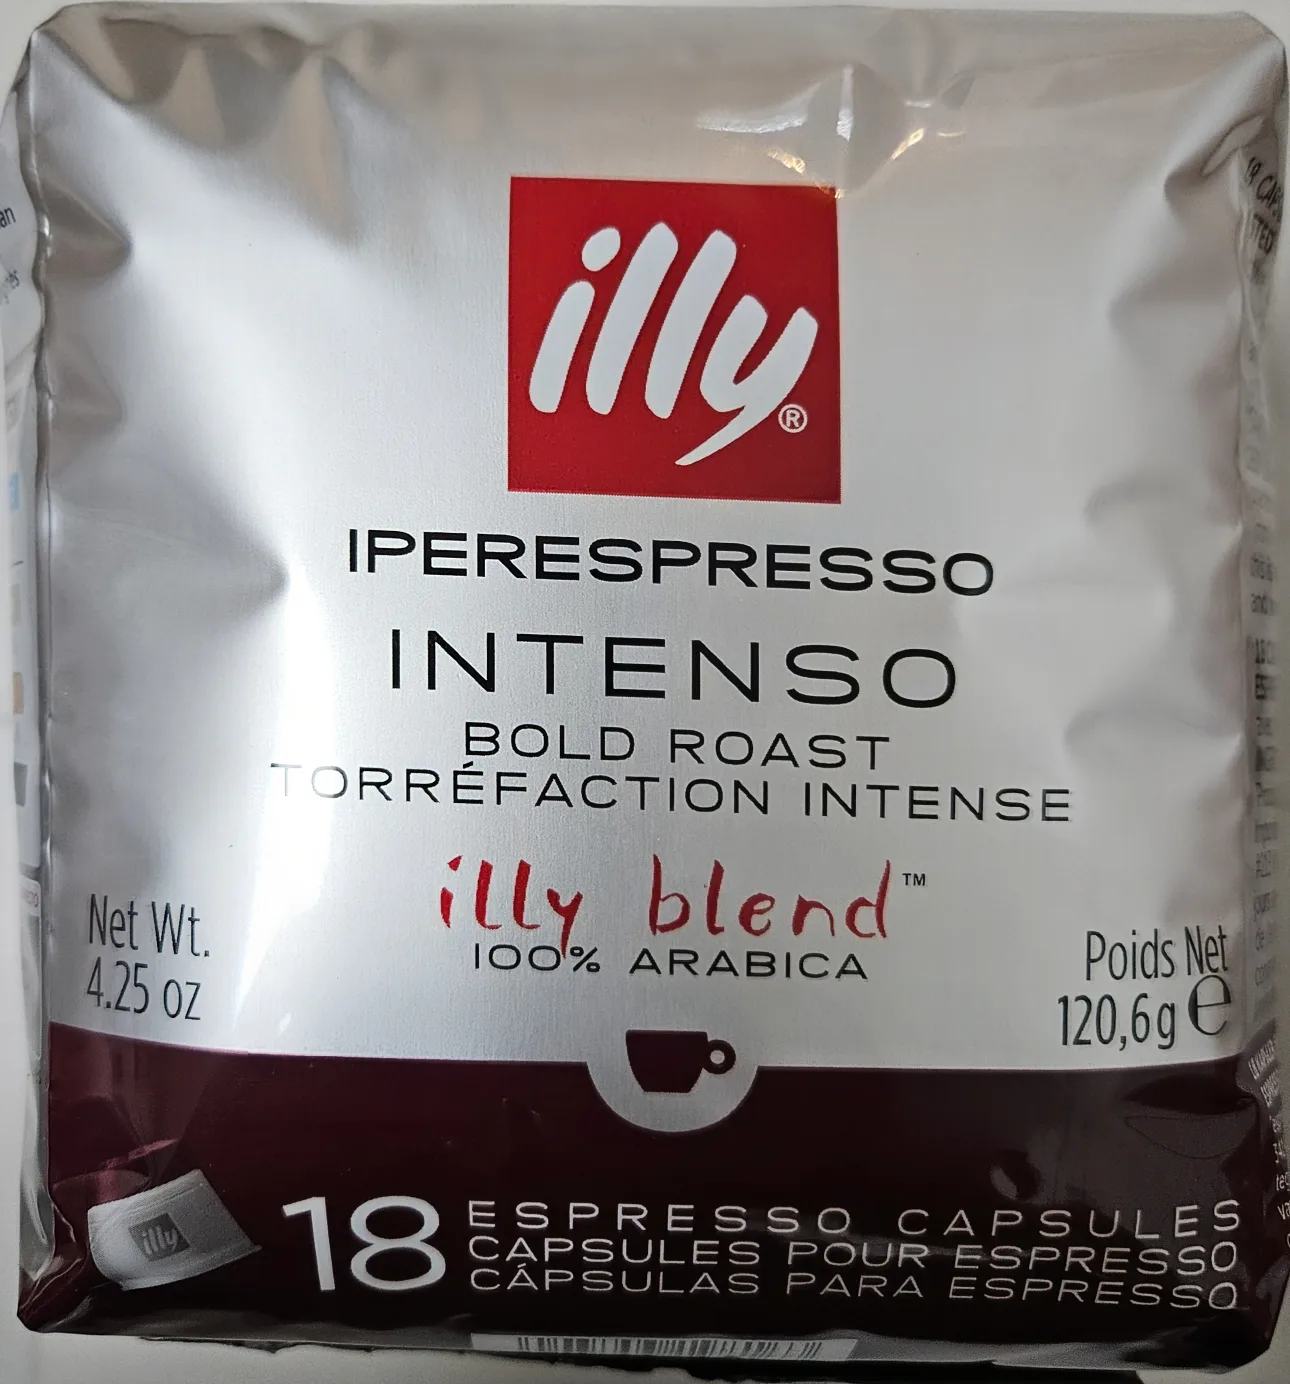 illy®
IPERESPRESSO
INTENSO
BOLD ROAST
TORRÉFACTION INTENSE
illy blend™
100% ARABICA
Net Wt.
4.25 oz
Poids Net
120,6g e
illy
18
ESPRESSO CAPSULES
CAPSULES POUR ESPRESSO
CÁPSULAS PARA ESPRESSO